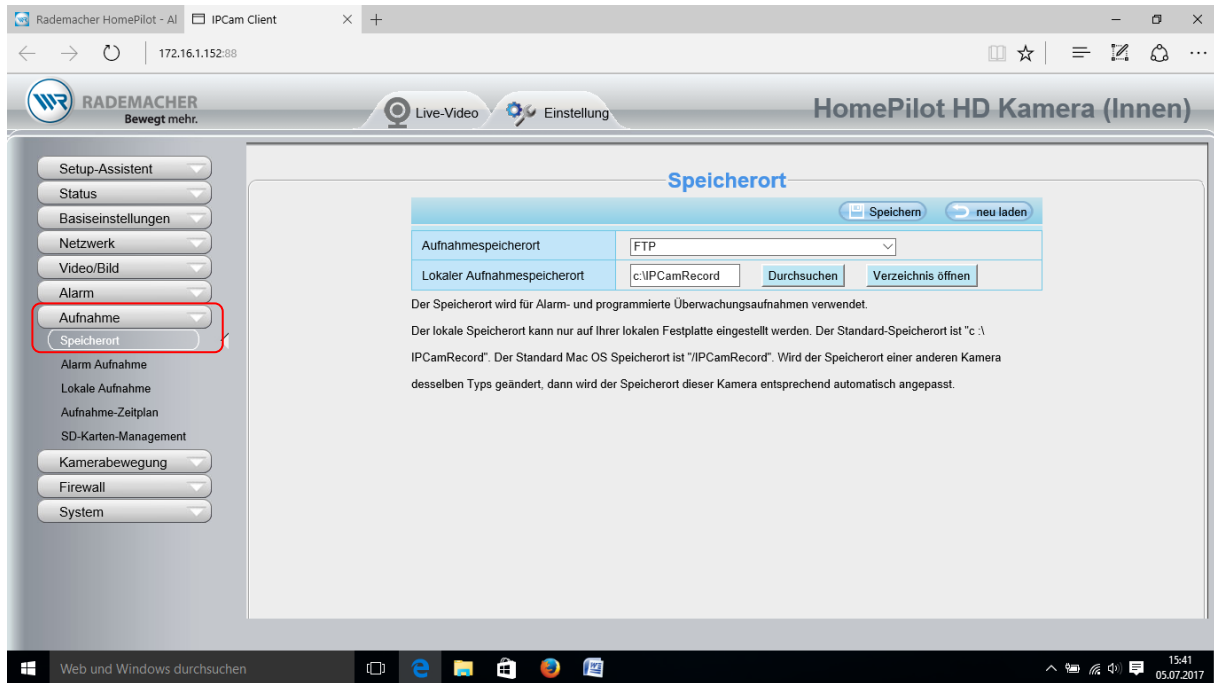 Rademacher HomePilot - Al
IPCam Client
172.16.1.152:88
RADEMACHER
Bewegt mehr.
Live-Video
Einstellung
HomePilot HD Kamera (Innen)
Setup-Assistent
Status
Basiseinstellungen
Netzwerk
Video/Bild
Alarm
Aufnahme
Speicherort
Alarm Aufnahme
Lokale Aufnahme
Aufnahme-Zeitplan
SD-Karten-Management
Kamerabewegung
Firewall
System
Speicherort
Speichern
neu laden
Aufnahmespeicherort
FTP
Lokaler Aufnahmespeicherort
c:\IPCamRecord
Durchsuchen
Verzeichnis öffnen
Der Speicherort wird für Alarm- und programmierte Überwachungsaufnahmen verwendet.
Der lokale Speicherort kann nur auf Ihrer lokalen Festplatte eingestellt werden. Der Standard-Speicherort ist "c :\
IPCamRecord". Der Standard Mac OS Speicherort ist "/IPCamRecord". Wird der Speicherort einer anderen Kamera
desselben Typs geändert, dann wird der Speicherort dieser Kamera entsprechend automatisch angepasst.
Web und Windows durchsuchen
15:41
05.07.2017